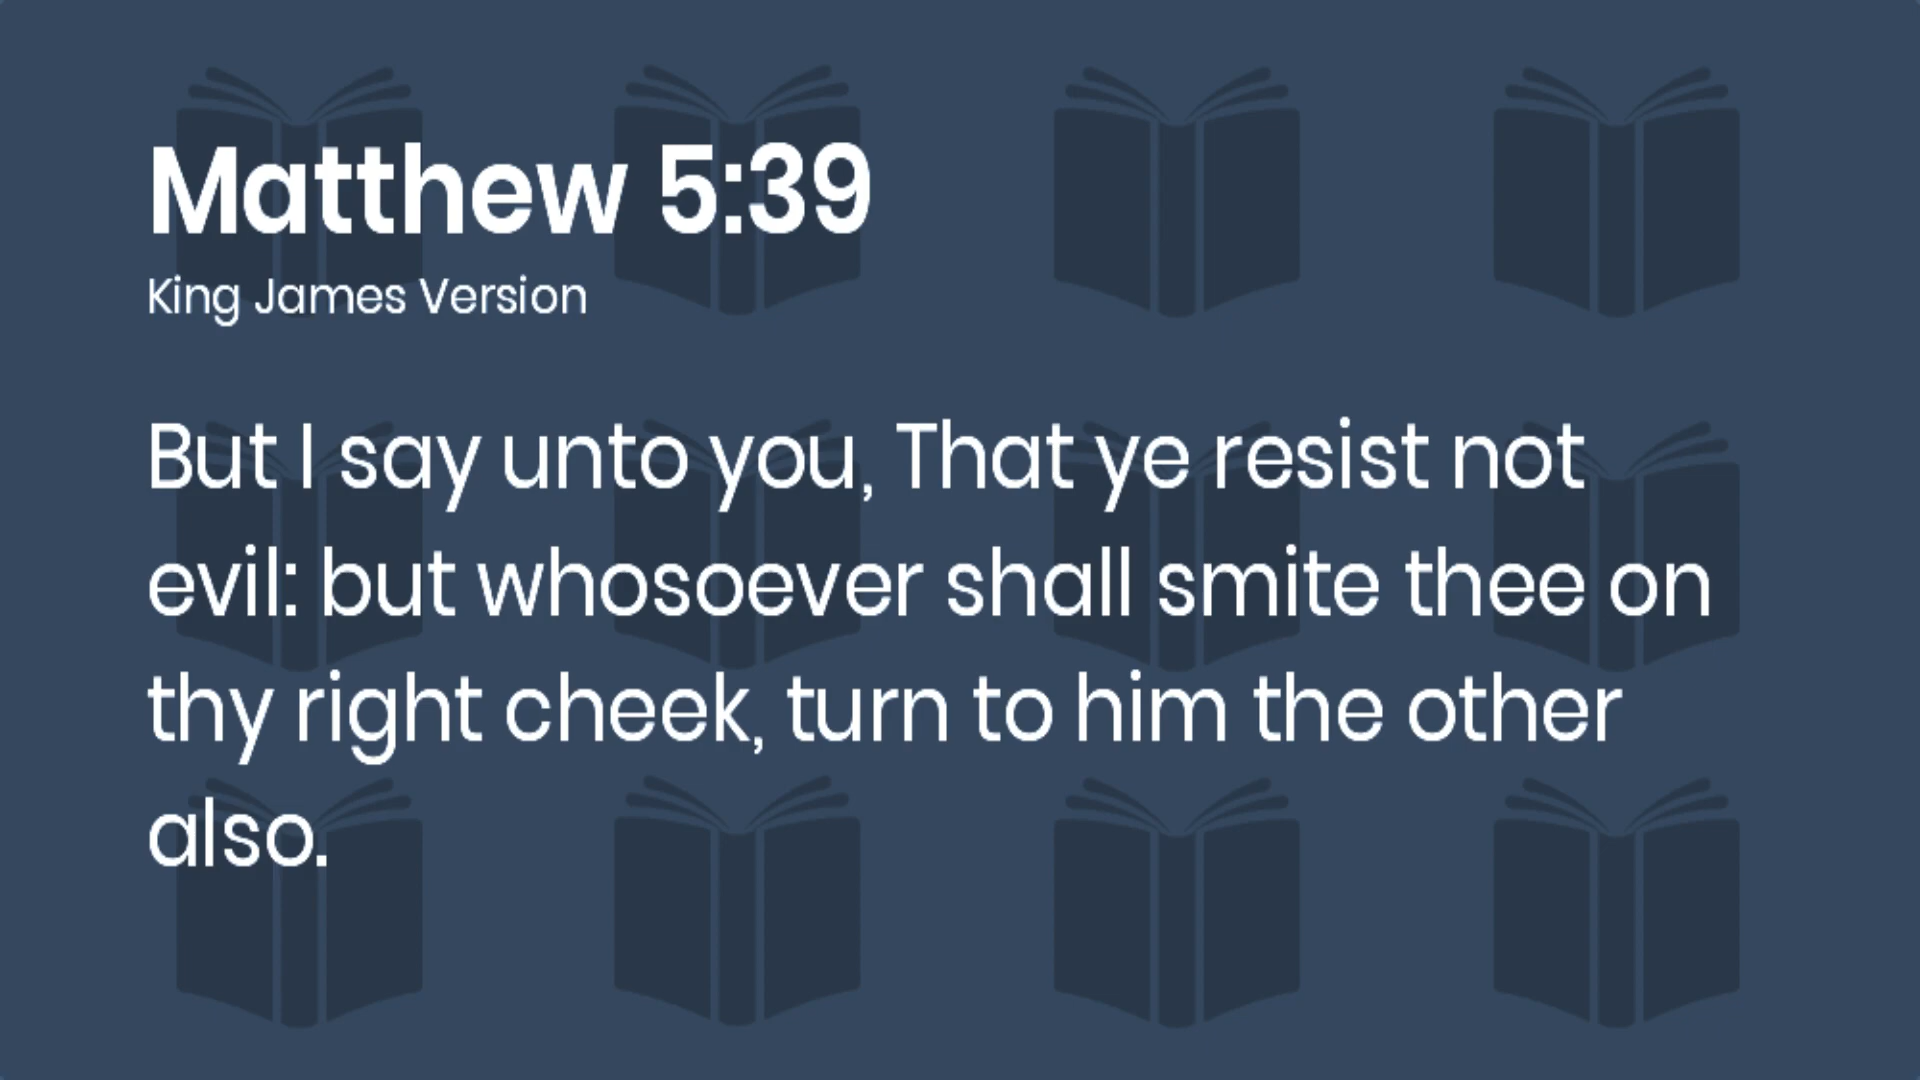 Matthew 5:39
King James Version
But I say unto you, That ye resist not
evil: but whosoever shall smite thee on
thy right cheek, turn to him the other
also.